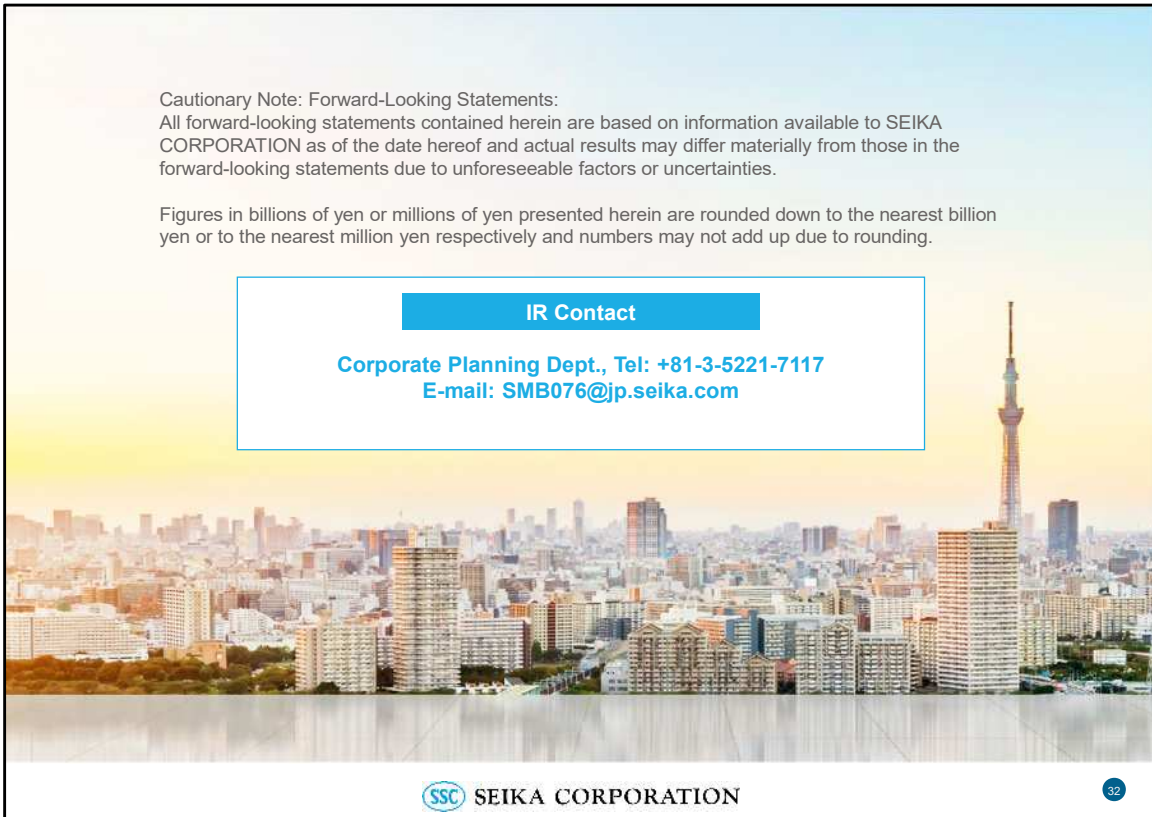 Cautionary Note: Forward-Looking Statements:
All forward-looking statements contained herein are based on information available to SEIKA
CORPORATION as of the date hereof and actual results may differ materially from those in the
forward-looking statements due to unforeseeable factors or uncertainties.
Figures in billions of yen or millions of yen presented herein are rounded down to the nearest billion
yen or to the nearest million yen respectively and numbers may not add up due to rounding.
IR Contact
Corporate Planning Dept., Tel: +81-3-5221-7117
E-mail: SMB076@jp.seika.com
SSC SEIKA CORPORATION
32